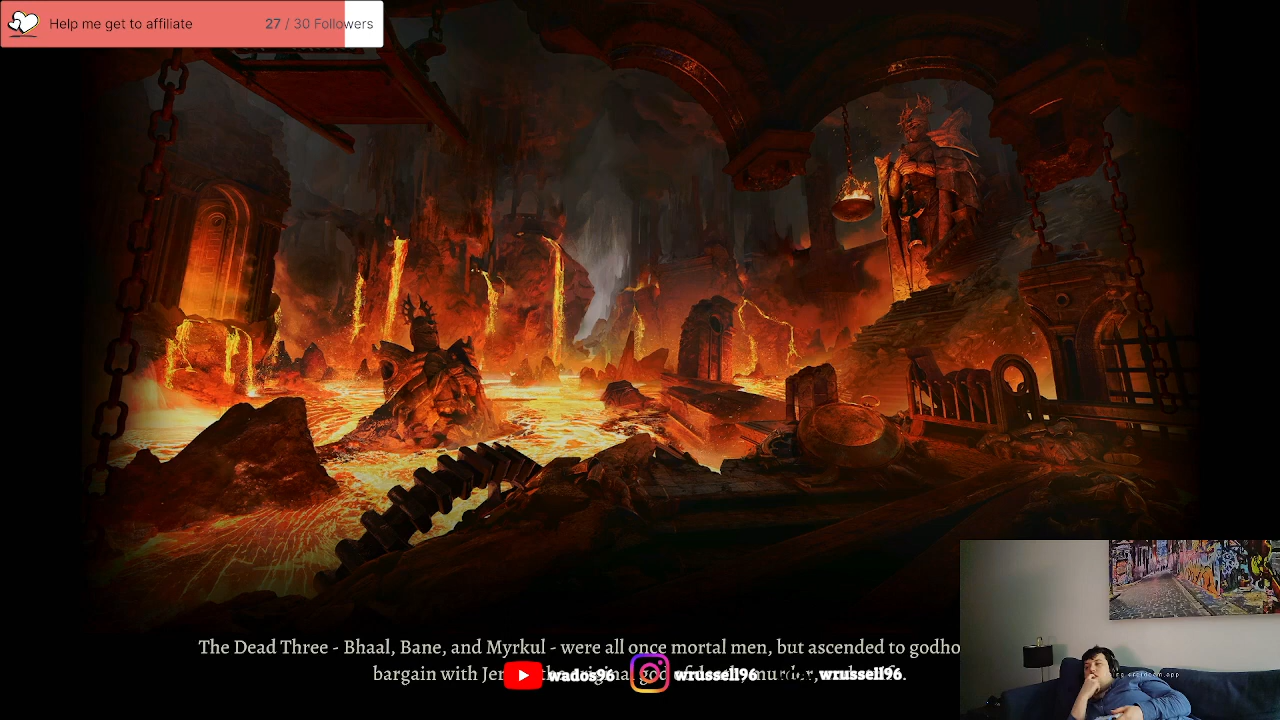 Help me get to affiliate 27 / 30 Followers
The Dead Three - Bhaal, Bane, and Myrkul - were all once mortal men, but ascended to godho
bargain with Jer
wados96 wrussell96 murder, wrussell96.